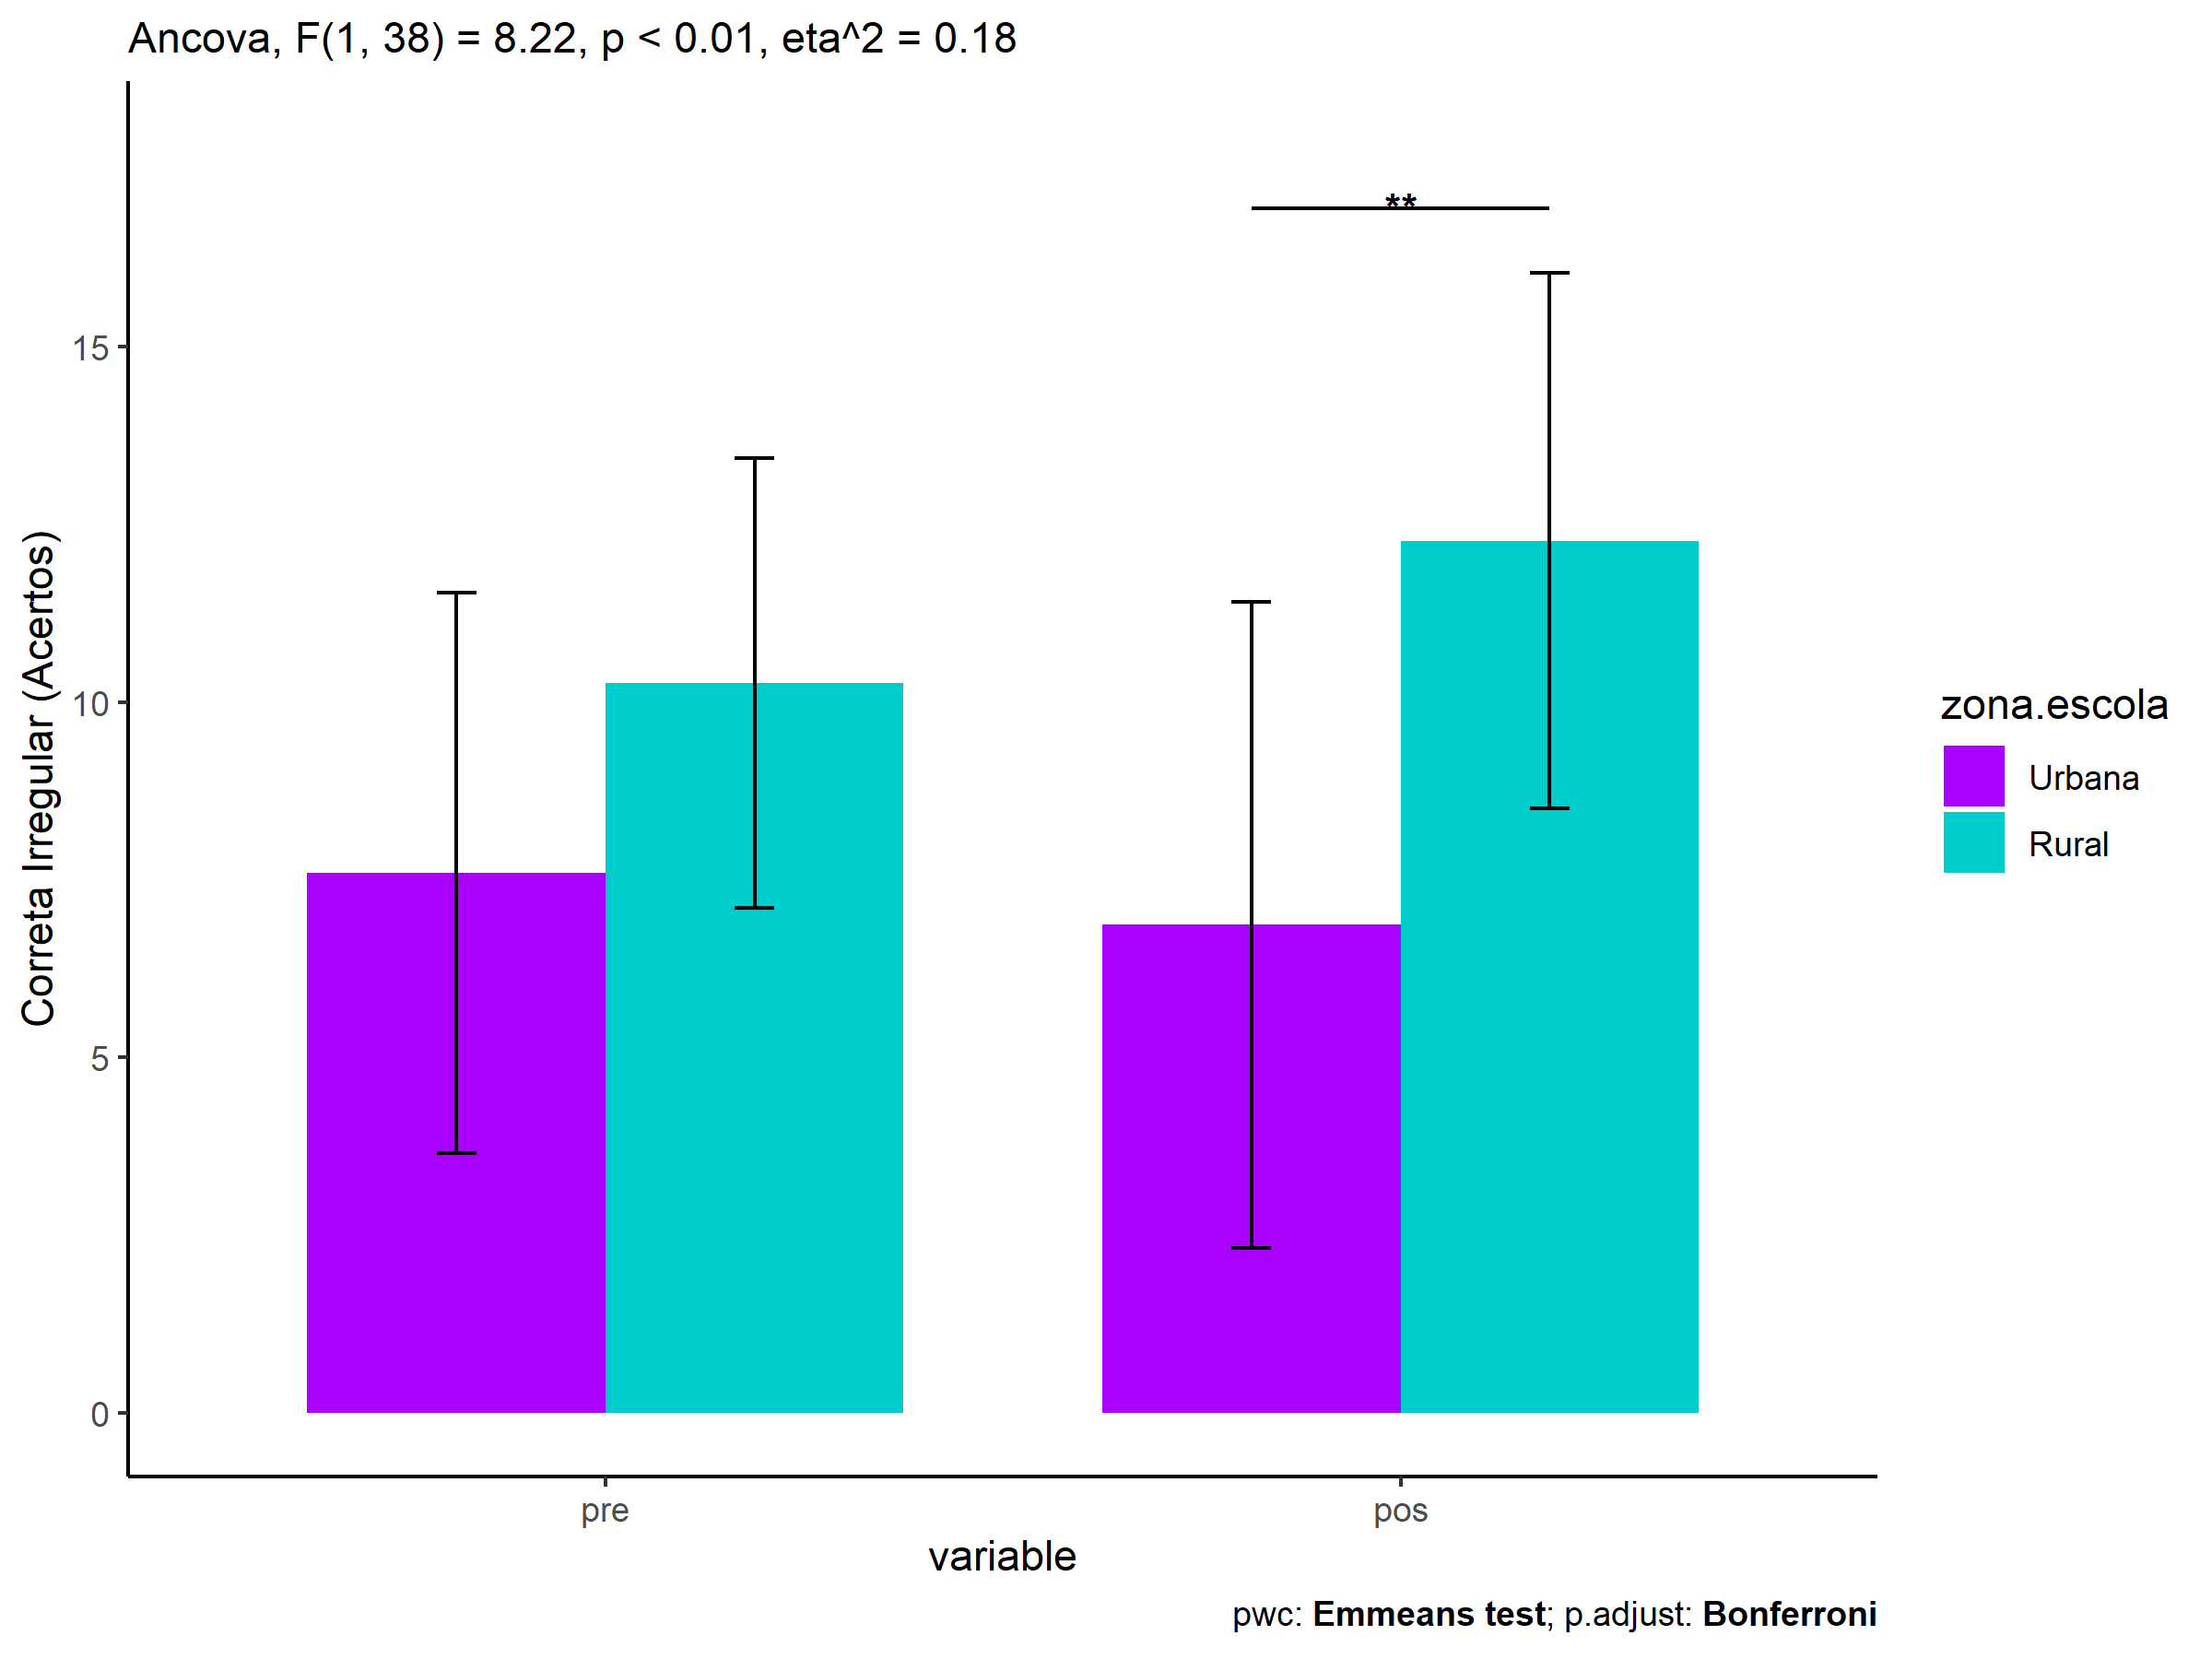 Ancova, F(1, 38) = 8.22, p < 0.01, eta^2 = 0.18
**
15
10
5
0
Correta Irregular (Acertos)
pre
pos
variable
zona.escola
Urbana
Rural
pwc: Emmeans test; p.adjust: Bonferroni